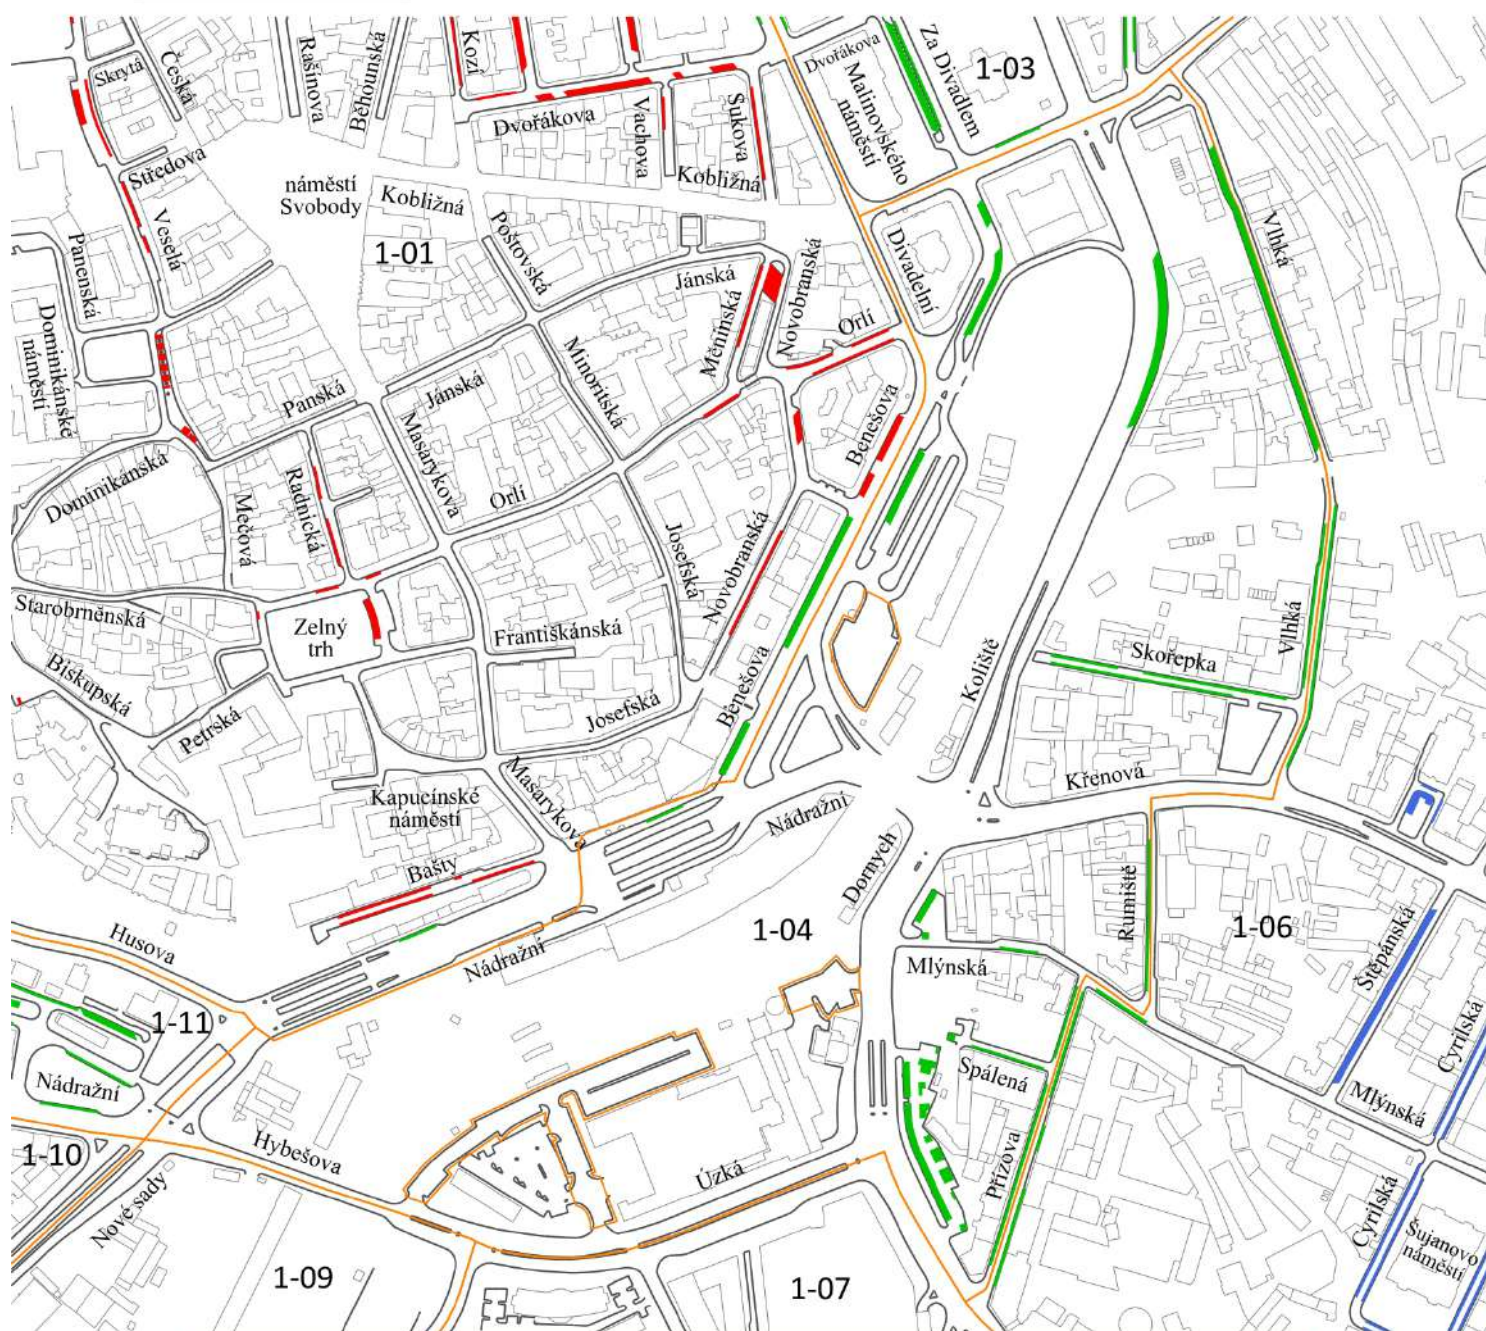 Skrytá
Česká
Rašínova
Běhounská
Kozí
Dvořákova
Vachova
Sukova
Kobližná
Dvořákova
Malinovského
náměstí
Za Divadlem
1-03
Středova
Veselá
Panenská
Dominikánské
náměstí
náměstí
Svobody
Kobližná
1-01
Poštovská
Jánská
Měnínská
Novobranská
Orlí
Divadelní
Vlhká
Panská
Jánská
Minoritská
Masarykova
Orlí
Benešova
Dominikánská
Mečová
Radnická
Josefská
Novobranská
Starobrněnská
Zelný
trh
Františkánská
Biskupská
Petrská
Josefská
Benešova
Koliště
Skořepka
Vlhká
Křenová
Kapucínské
náměstí
Masarykova
Nádražní
Bašty
Dornych
Husova
Nádražní
1-04
Mlýnská
Rumiště
1-06
Štěpánská
Cyrilská
1-11
Nádražní
Spálená
Mlýnská
1-10
Hybešova
Nové sady
Úzká
Přízova
Cyrilská
Šujanovo
náměstí
1-09
1-07